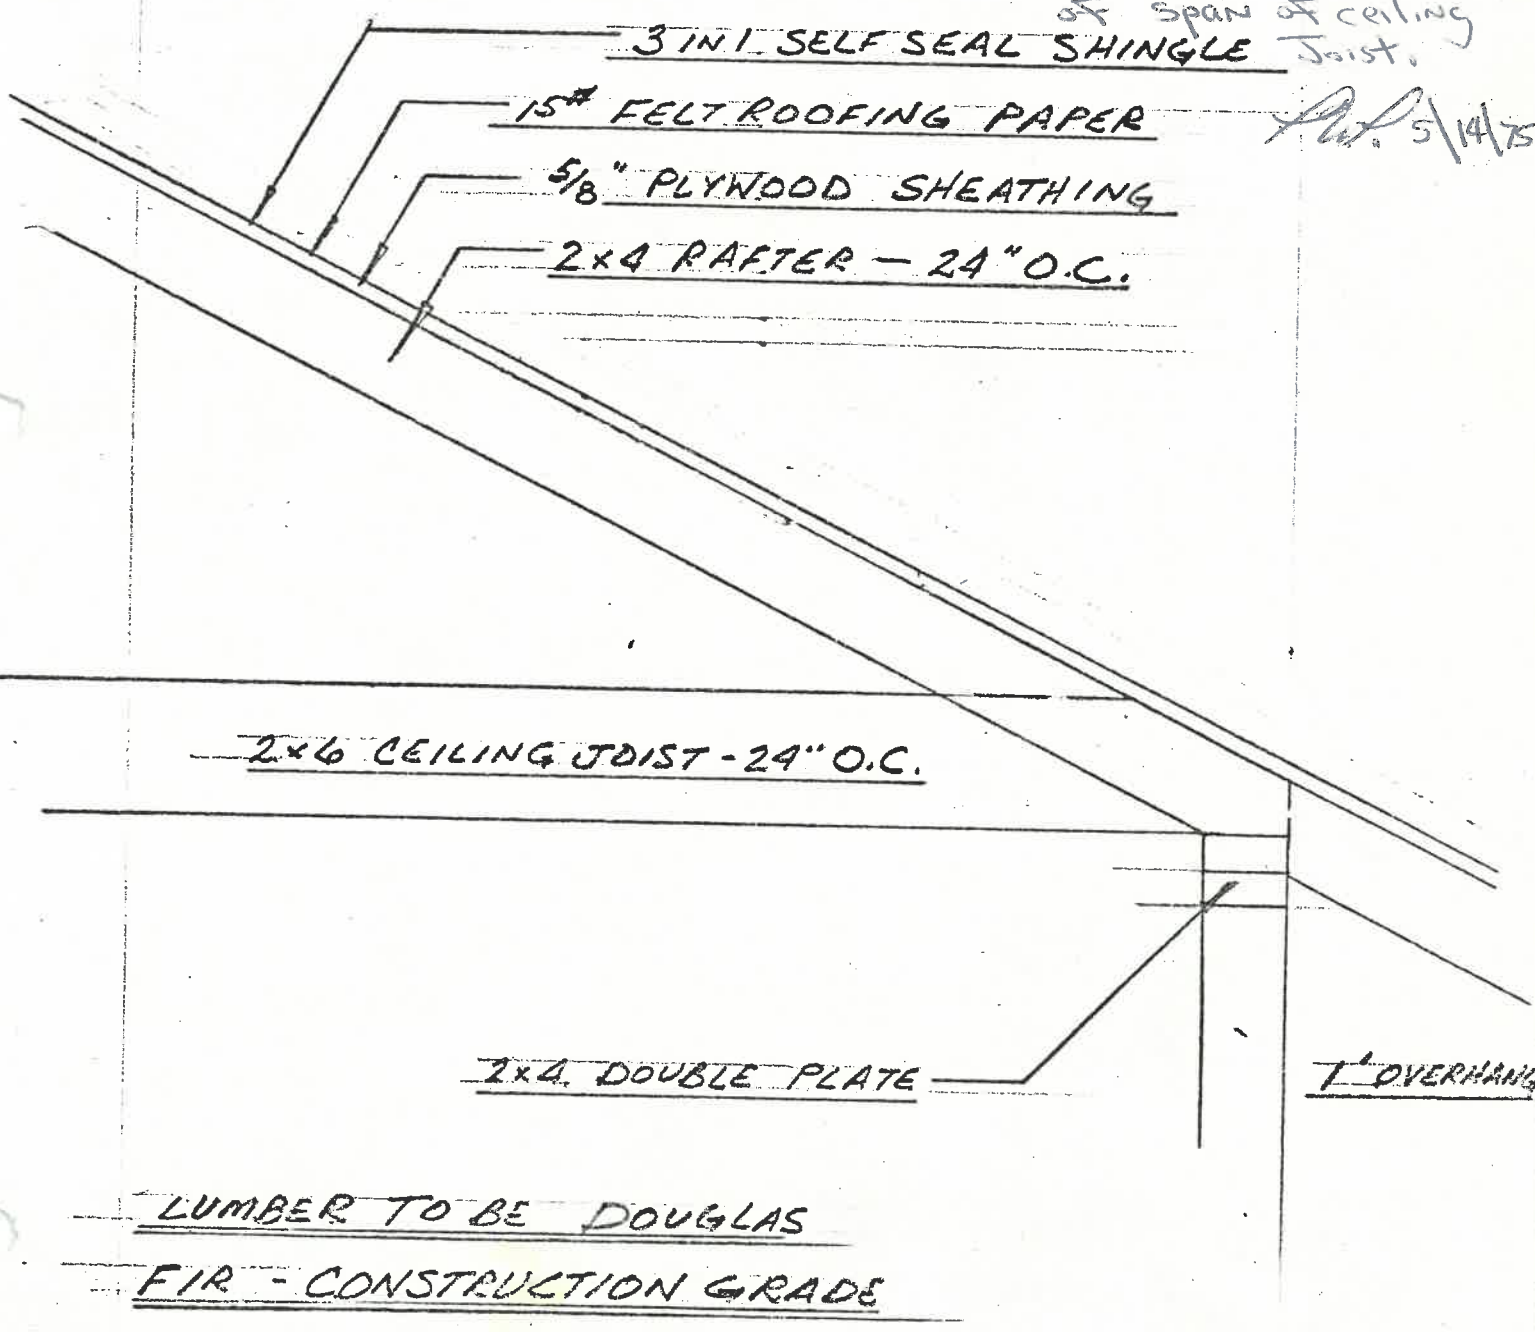 of span of ceiling
Joist.
3 IN 1 SELF SEAL SHINGLE
15# FELT ROOFING PAPER
5/14/75
5/8" PLYWOOD SHEATHING
2x4 RAFTER — 24" O.C.
2x6 CEILING JOIST - 24" O.C.
2x4 DOUBLE PLATE
1' OVERHANG
LUMBER TO BE DOUGLAS
FIR - CONSTRUCTION GRADE